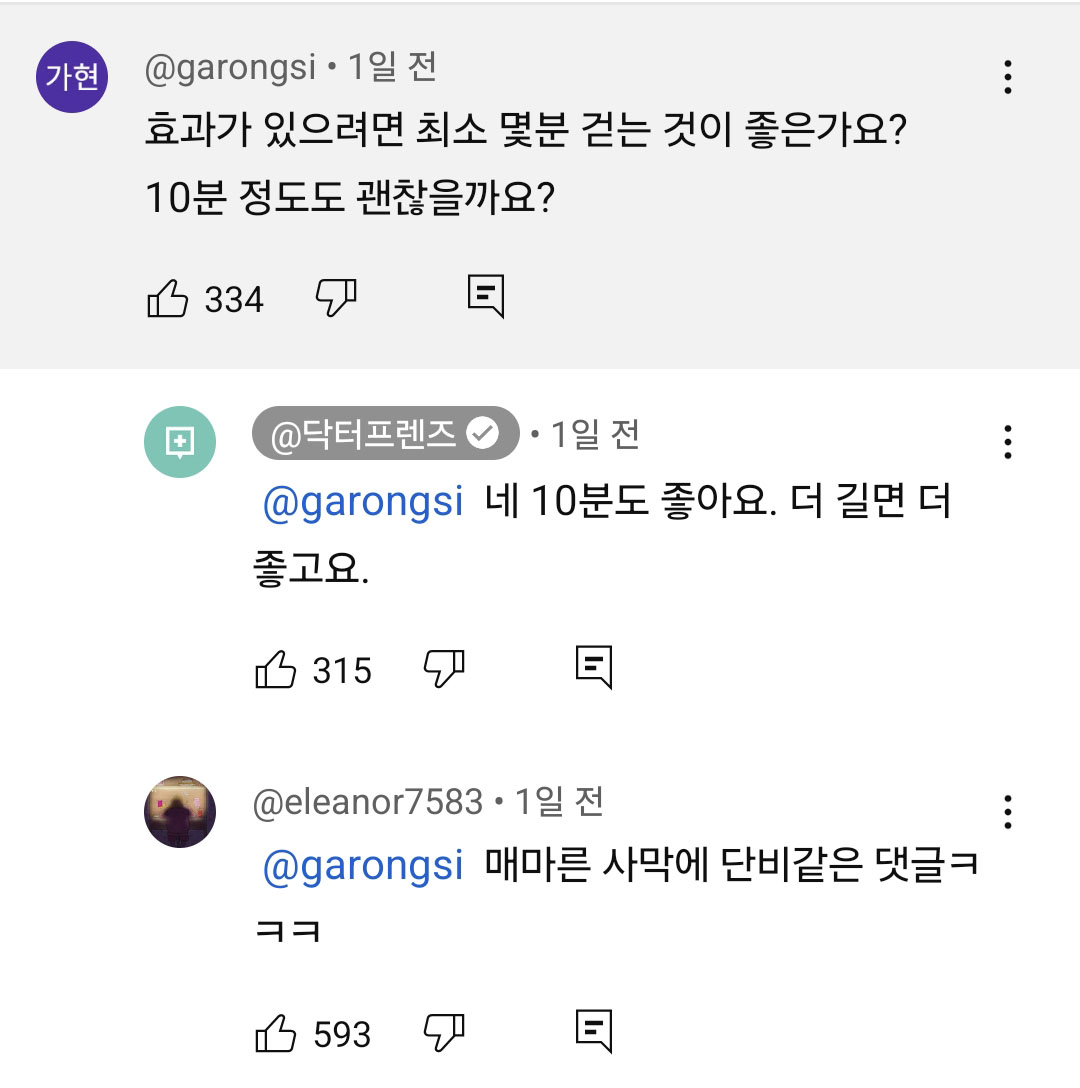 가현
@garongsi • 1일 전
효과가 있으려면 최소 몇분 걷는 것이 좋은가요?
10분 정도도 괜찮을까요?
334
@닥터프렌즈 • 1일 전
@garongsi 네 10분도 좋아요. 더 길면 더
좋고요.
315
@eleanor7583 • 1일 전
@garongsi 매마른 사막에 단비같은 댓글ㅋ
ㅋㅋ
593